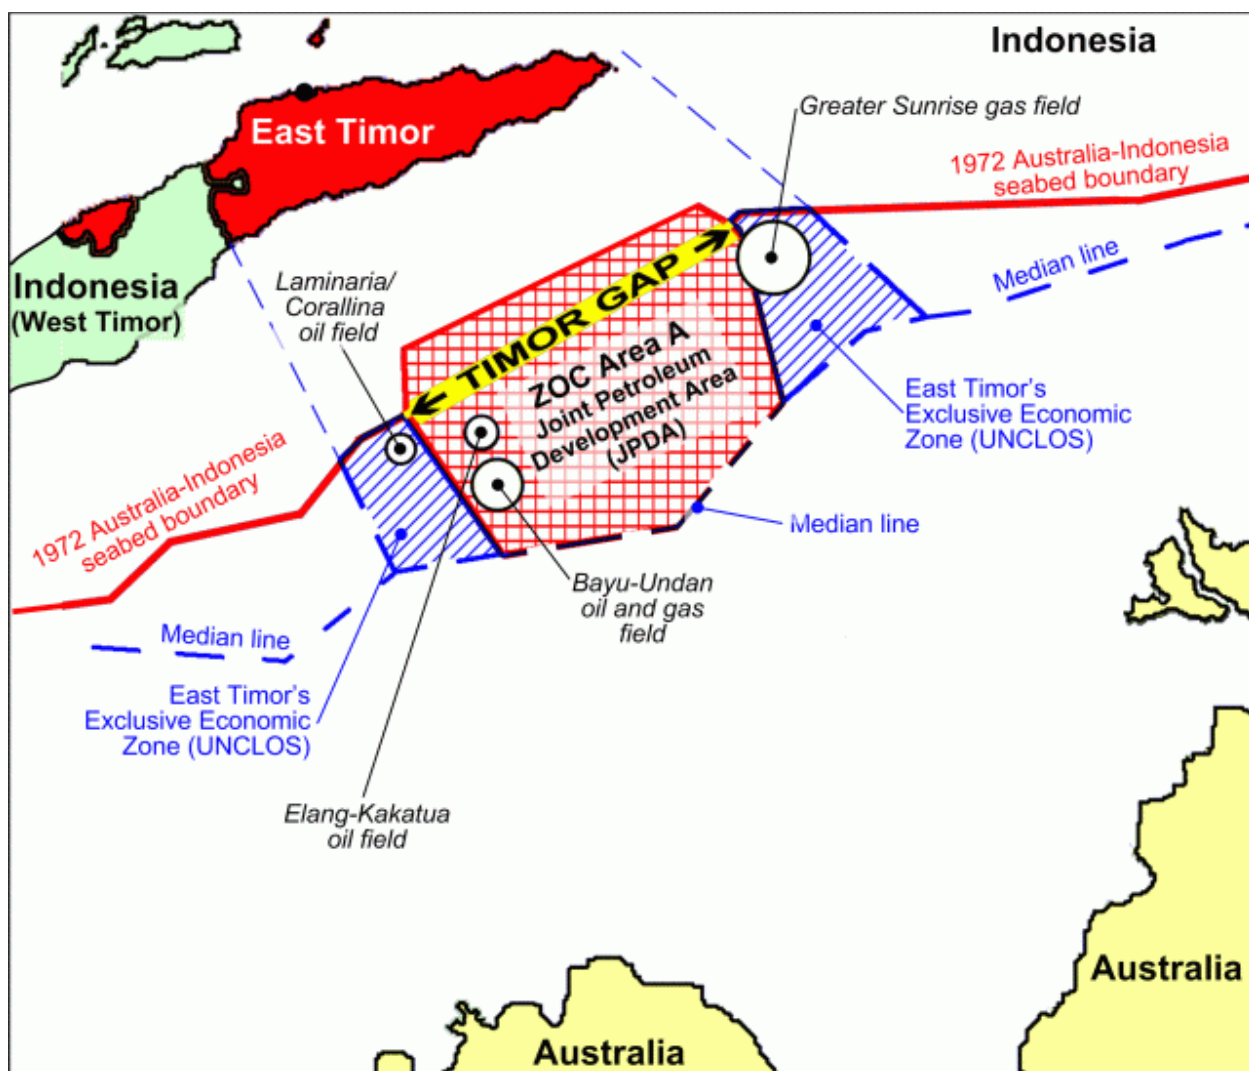 Indonesia
Greater Sunrise gas field
East Timor
1972 Australia-Indonesia
seabed boundary
Indonesia
(West Timor)
Laminaria/
Corallina
oil field
Median line
TIMOR GAP
ZOC Area A
Joint Petroleum
Development Area
(JPDA)
East Timor's
Exclusive Economic
Zone (UNCLOS)
1972 Australia-Indonesia
seabed boundary
Median line
Bayu-Undan
oil and gas
field
Median line
East Timor's
Exclusive Economic
Zone (UNCLOS)
Elang-Kakatua
oil field
Australia
Australia